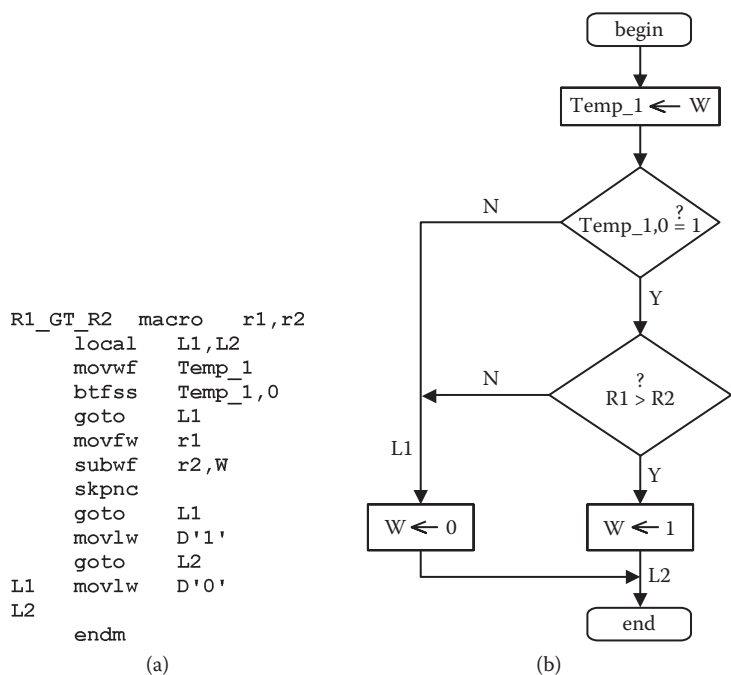 R1_GT_R2 macro r1,r2
local L1,L2
movwf Temp_1
btfss Temp_1,0
goto L1
movfw r1
subwf r2,W
skpnc
goto L1
movlw D'1'
goto L2
L1 movlw D'0'
L2
endm
(a)
begin
Temp_1 ← W
?
Temp_1,0 = 1
N
Y
?
R1 > R2
N
Y
L1
W ← 0
W ← 1
L2
end
(b)